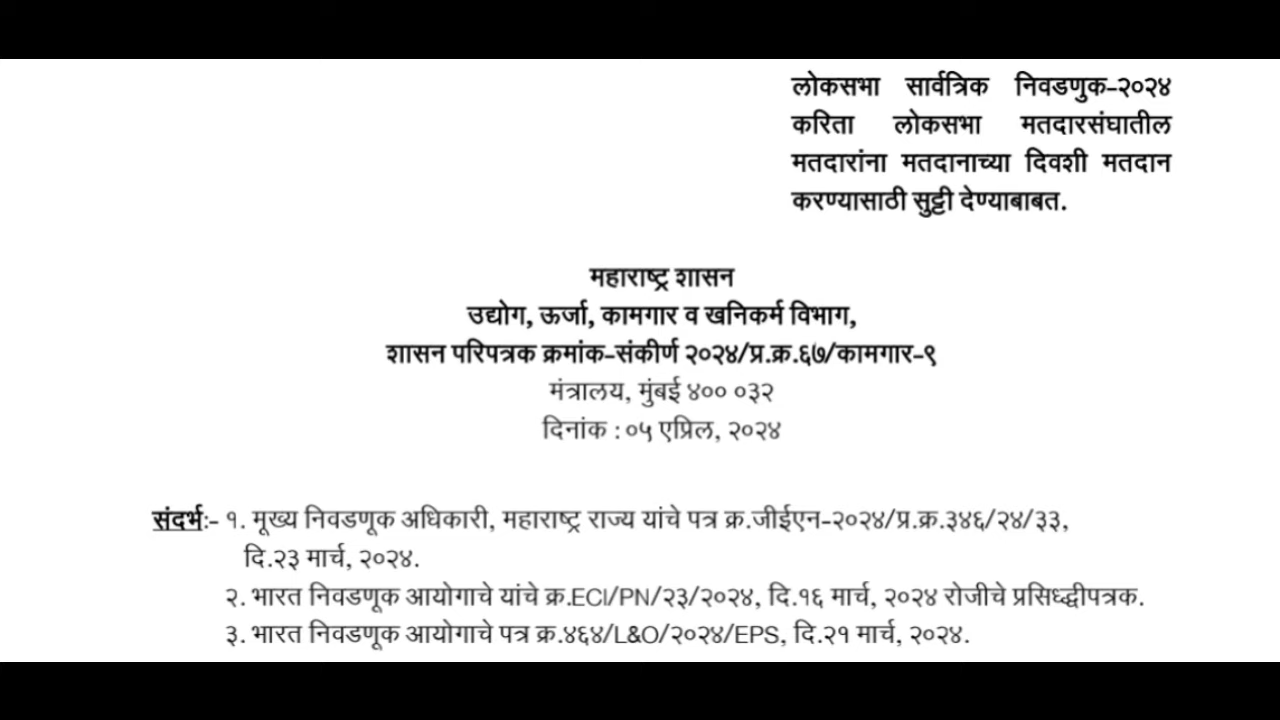 लोकसभा सार्वत्रिक निवडणुक-२०२४
करिता लोकसभा मतदारसंघातील
मतदारांना मतदानाच्या दिवशी मतदान
करण्यासाठी सुट्टी देण्याबाबत.
महाराष्ट्र शासन
उद्योग, ऊर्जा, कामगार व खनिकर्म विभाग,
शासन परिपत्रक क्रमांक-संकीर्ण २०२४/प्र.क्र.६७/कामगार-९
मंत्रालय, मुंबई ४०० ०३२
दिनांक : ०५ एप्रिल, २०२४
संदर्भ:- १. मूख्य निवडणूक अधिकारी, महाराष्ट्र राज्य यांचे पत्र क्र.जीईएन-२०२४/प्र.क्र.३४६/२४/३३,
दि.२३ मार्च, २०२४.
२. भारत निवडणूक आयोगाचे यांचे क्र.ECI/PN/२३/२०२४, दि.१६ मार्च, २०२४ रोजीचे प्रसिध्द्वीपत्रक.
३. भारत निवडणूक आयोगाचे पत्र क्र.४६४/L&O/२०२४/EPS, दि.२१ मार्च, २०२४.